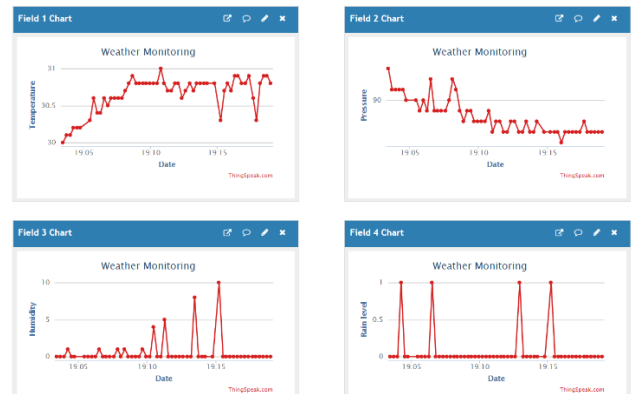 Field 1 Chart
Weather Monitoring
Temperature
31
30.5
30
19:05
19:10
19:15
Date
ThingSpeak.com
Field 2 Chart
Weather Monitoring
Pressure
90
19:05
19:10
19:15
Date
ThingSpeak.com
Field 3 Chart
Weather Monitoring
Humidity
10
5
0
19:05
19:10
19:15
Date
ThingSpeak.com
Field 4 Chart
Weather Monitoring
Rain level
1
0.5
0
19:05
19:10
19:15
Date
ThingSpeak.com